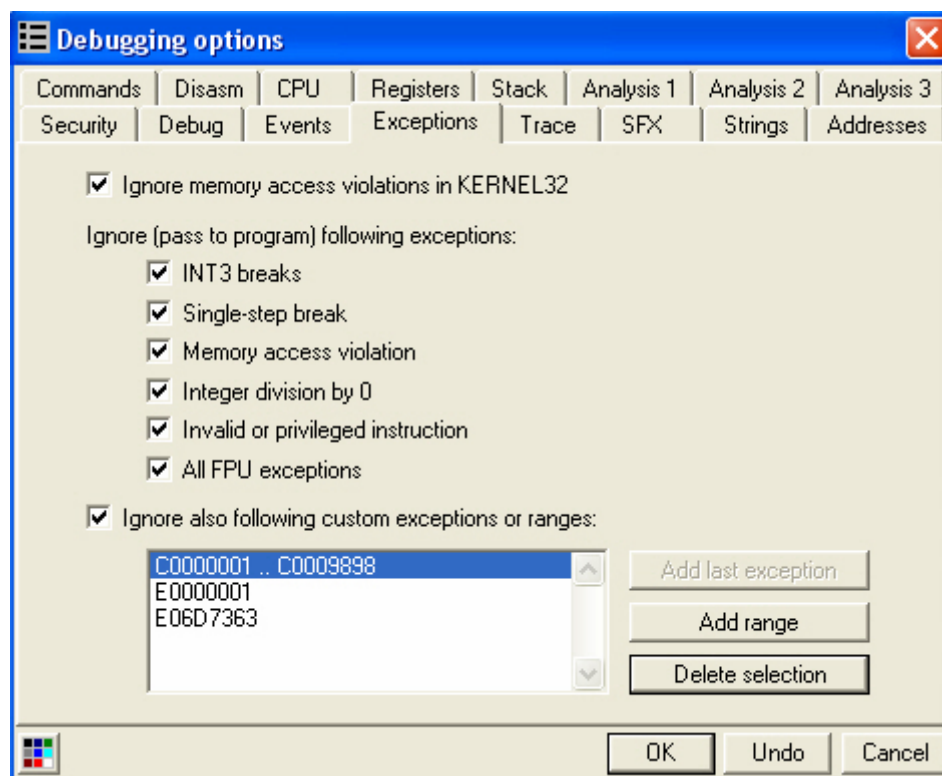 Debugging options
Commands Disasm CPU Registers Stack Analysis 1 Analysis 2 Analysis 3
Security Debug Events Exceptions Trace SFX Strings Addresses
Ignore memory access violations in KERNEL32
Ignore (pass to program) following exceptions:
INT3 breaks
Single-step break
Memory access violation
Integer division by 0
Invalid or privileged instruction
All FPU exceptions
Ignore also following custom exceptions or ranges:
C0000001 .. C0009898
E0000001
E06D7363
Add last exception
Add range
Delete selection
OK Undo Cancel